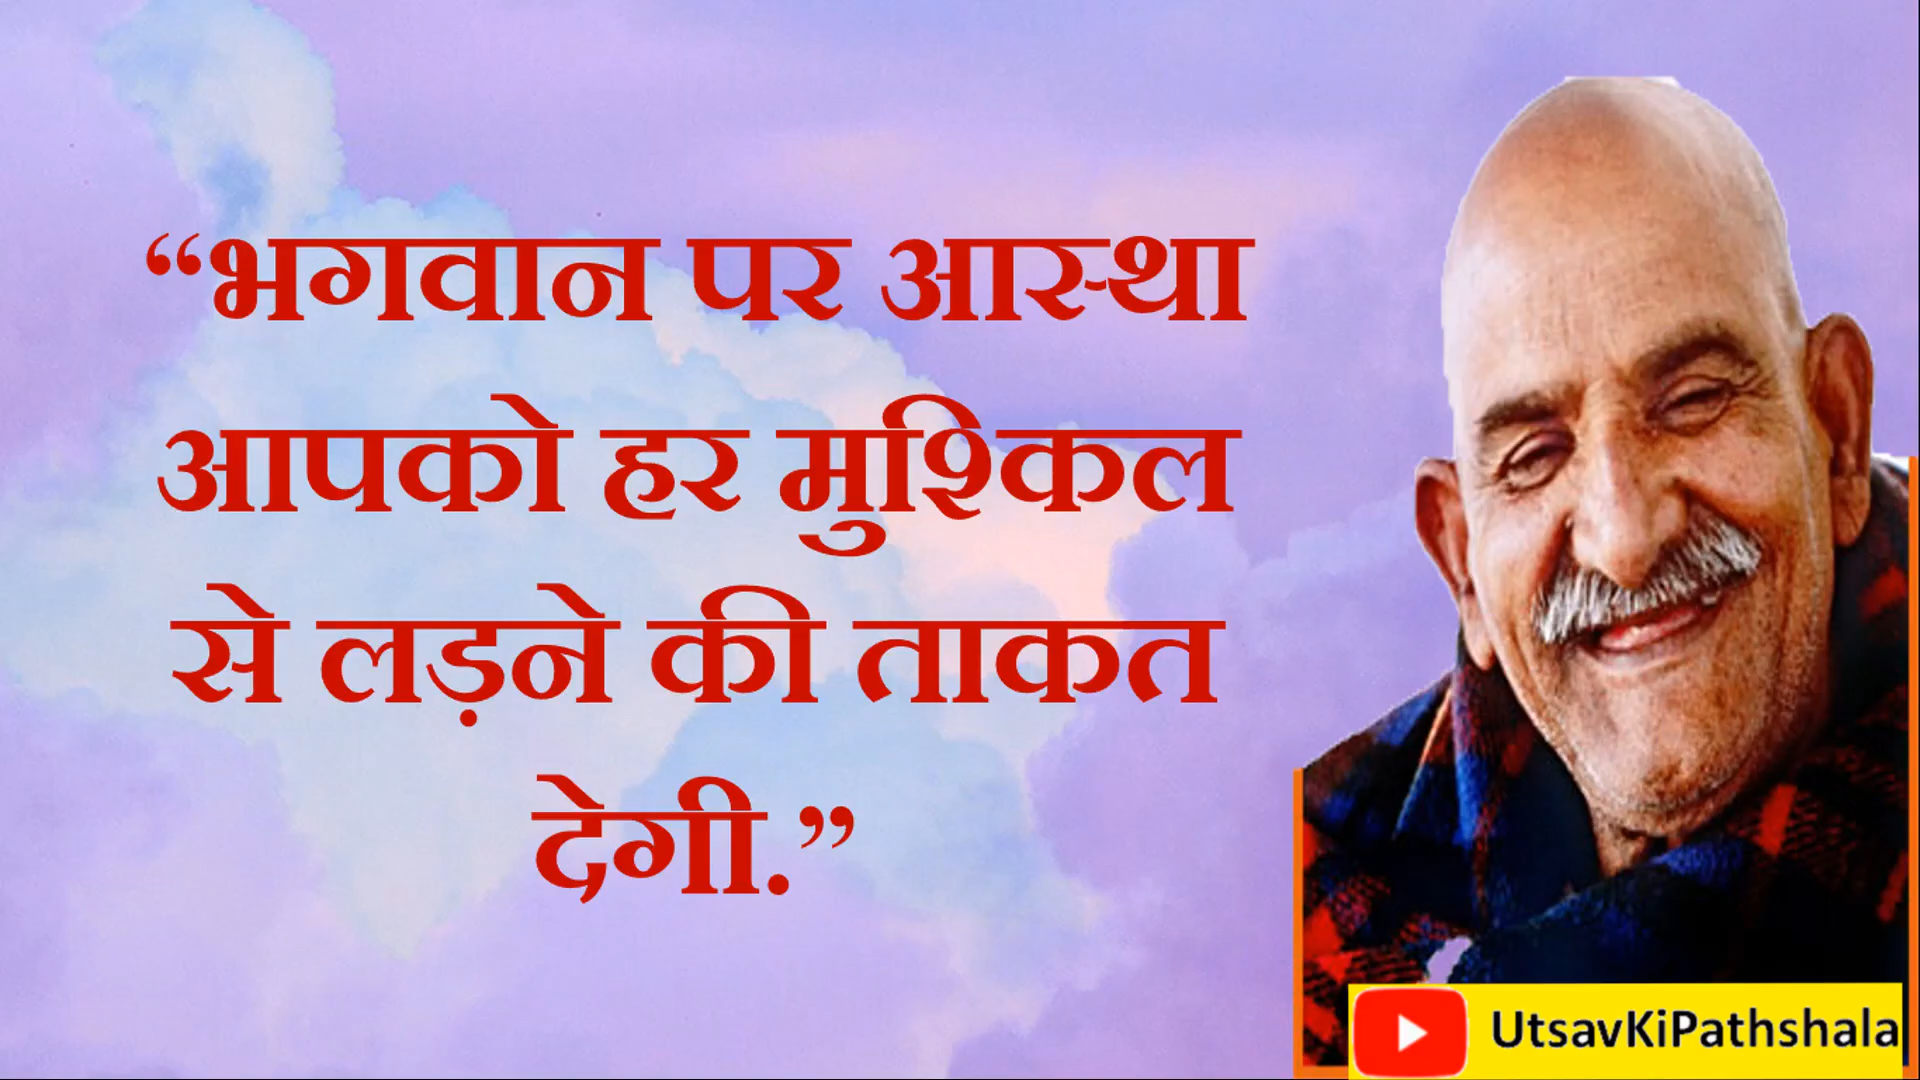 “भगवान पर आस्था
आपको हर मुश्किल
से लड़ने की ताकत
देगी.”
UtsavKiPathshala